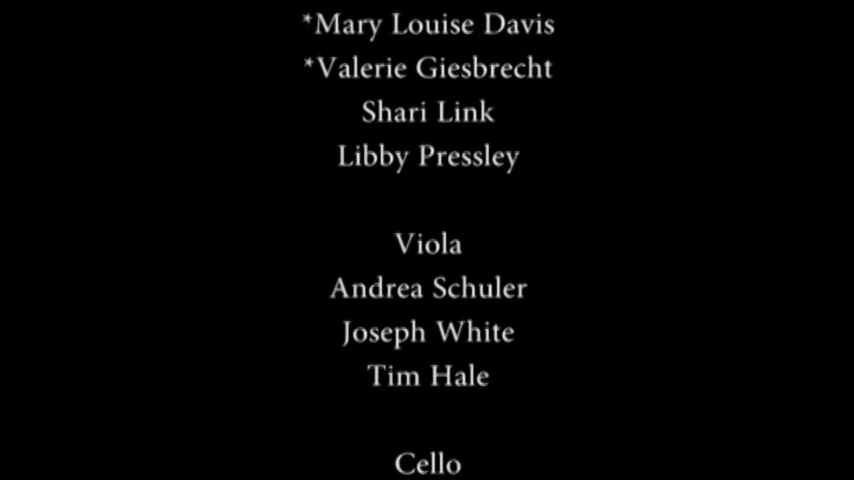 *Mary Louise Davis
*Valerie Giesbrecht
Shari Link
Libby Pressley
Viola
Andrea Schuler
Joseph White
Tim Hale
Cello